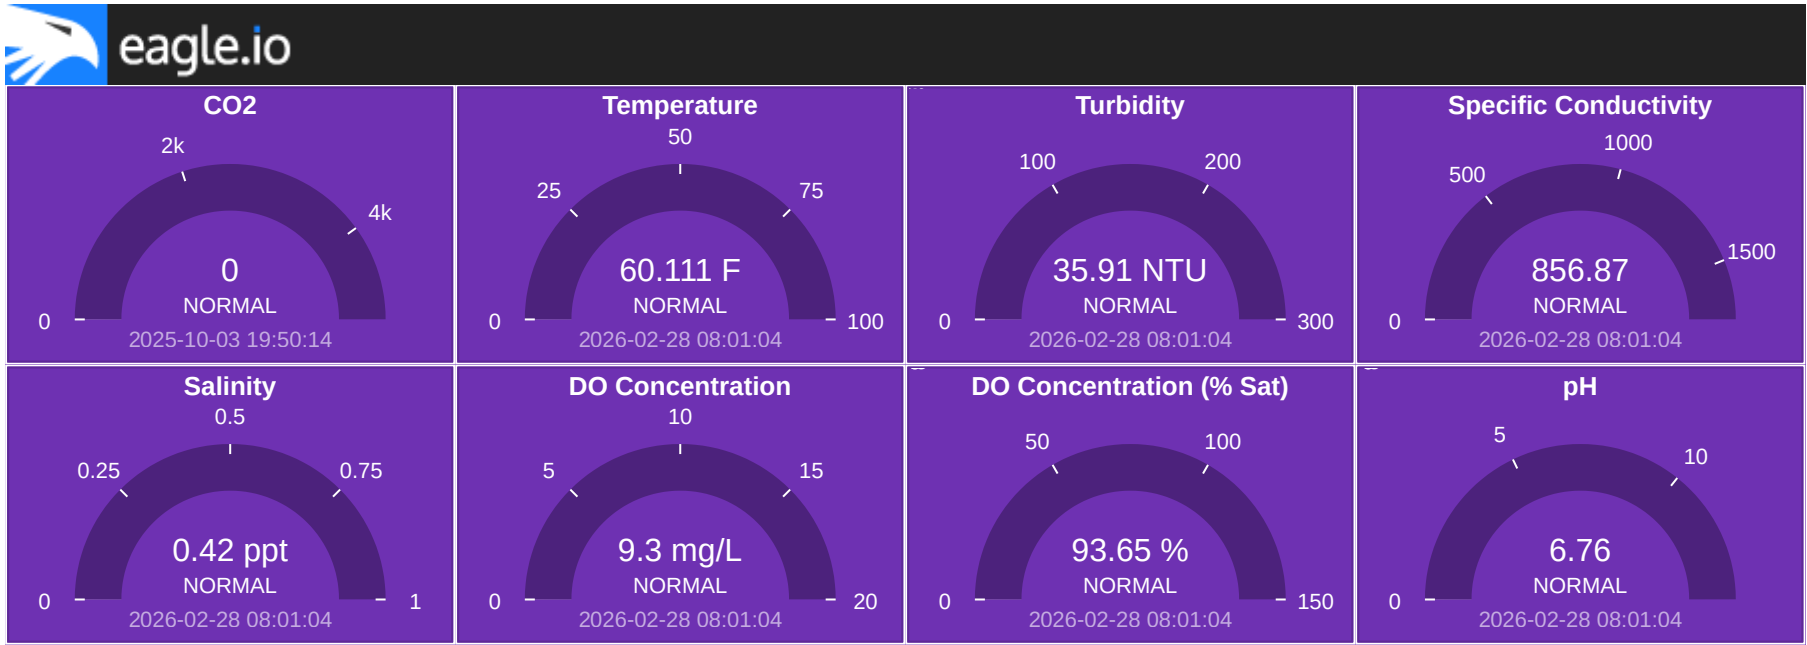 eagle.io
CO2
2k
4k
0
0
NORMAL
2025-10-03 19:50:14
Temperature
50
25
75
60.111 F
NORMAL
0
100
2026-02-28 08:01:04
Turbidity
100
200
35.91 NTU
NORMAL
0
300
2026-02-28 08:01:04
Specific Conductivity
1000
500
1500
856.87
NORMAL
0
2026-02-28 08:01:04
Salinity
0.5
0.25
0.75
0.42 ppt
NORMAL
0
1
2026-02-28 08:01:04
DO Concentration
10
5
15
9.3 mg/L
NORMAL
0
20
2026-02-28 08:01:04
DO Concentration (% Sat)
50
100
93.65 %
NORMAL
0
150
2026-02-28 08:01:04
pH
5
10
6.76
NORMAL
0
2026-02-28 08:01:04